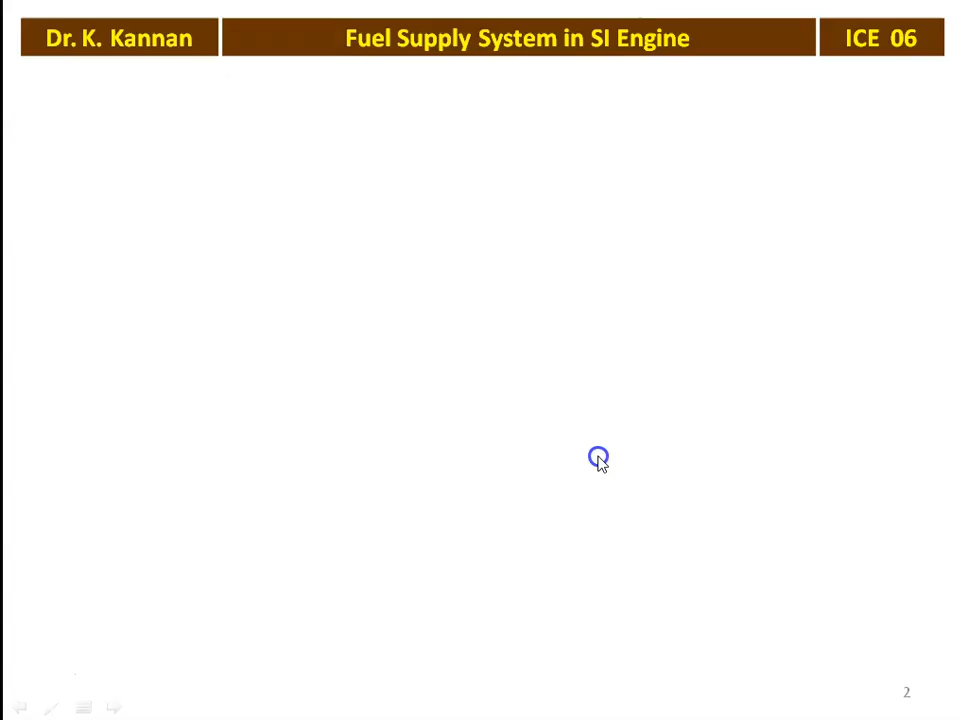 Dr. K. Kannan
Fuel Supply System in SI Engine
ICE 06
2